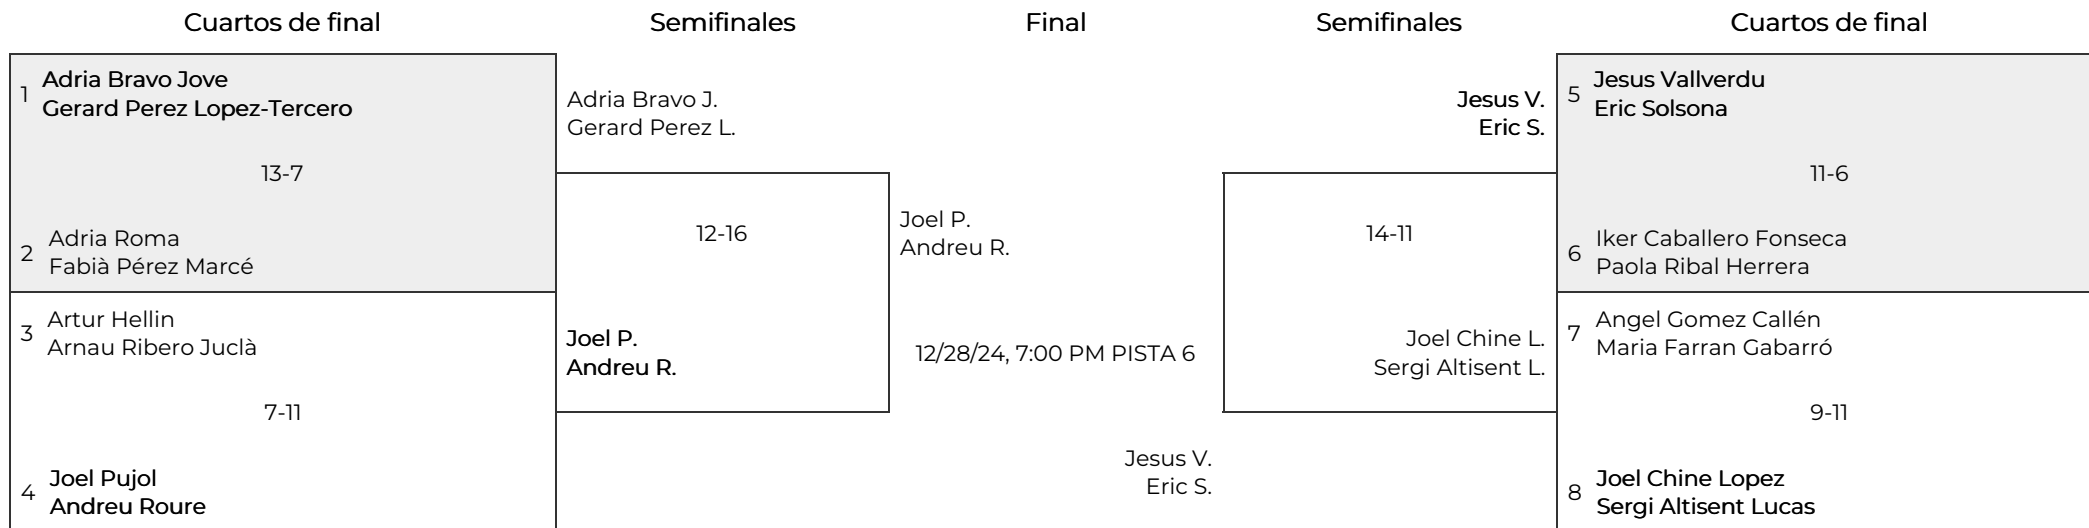 Cuartos de final
Semifinales
Final
Semifinales
Cuartos de final
1
Adria Bravo Jove
Gerard Perez Lopez-Tercero
13-7
2
Adria Roma
Fabià Pérez Marcé
3
Artur Hellin
Arnau Ribero Juclà
7-11
4
Joel Pujol
Andreu Roure
Adria Bravo J.
Gerard Perez L.
12-16
Joel P.
Andreu R.
Joel P.
Andreu R.
12/28/24, 7:00 PM PISTA 6
Jesus V.
Eric S.
Jesus V.
Eric S.
14-11
Joel Chine L.
Sergi Altisent L.
5
Jesus Vallverdu
Eric Solsona
11-6
6
Iker Caballero Fonseca
Paola Ribal Herrera
7
Angel Gomez Callén
Maria Farran Gabarró
9-11
8
Joel Chine Lopez
Sergi Altisent Lucas